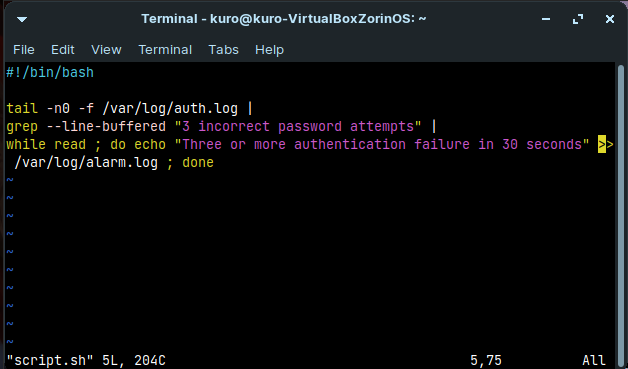 Terminal - kuro@kuro-VirtualBoxZorinOS: ~
File Edit View Terminal Tabs Help
#!/bin/bash
tail -n0 -f /var/log/auth.log |
grep --line-buffered "3 incorrect password attempts" |
while read ; do echo "Three or more authentication failure in 30 seconds" >>
 /var/log/alarm.log ; done
~
~
~
~
~
~
~
~
~
~
"script.sh" 5L, 204C 5,75 All